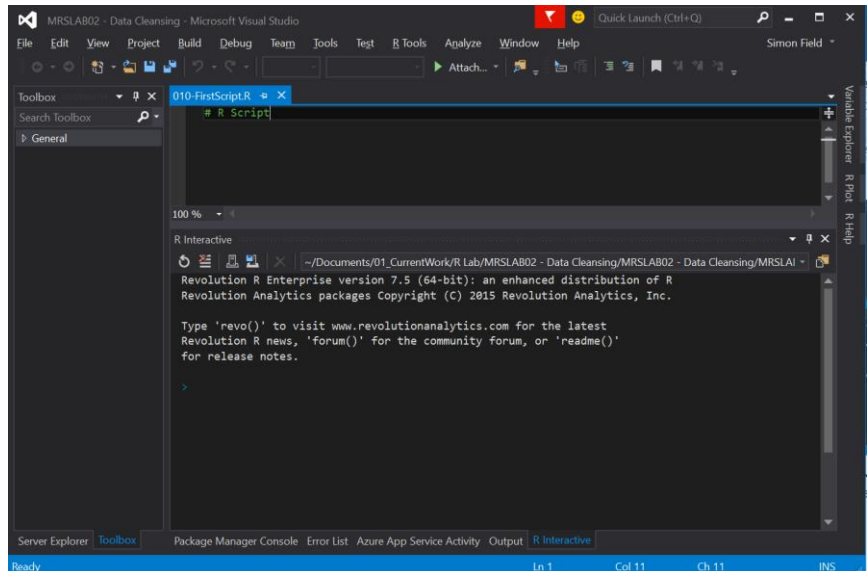 MRSLAB02 - Data Cleansing - Microsoft Visual Studio
Quick Launch (Ctrl+Q)
File Edit View Project Build Debug Team Tools Test R Tools Analyze Window Help
Simon Field
Attach...
Toolbox
Search Toolbox
General
010-FirstScript.R
# R Script
100 %
R Interactive
~/Documents/01_CurrentWork/R Lab/MRSLAB02 - Data Cleansing/MRSLAB02 - Data Cleansing/MRSLAI
Revolution R Enterprise version 7.5 (64-bit): an enhanced distribution of R
Revolution Analytics packages Copyright (C) 2015 Revolution Analytics, Inc.
Type 'revo()' to visit www.revolutionanalytics.com for the latest
Revolution R news, 'forum()' for the community forum, or 'readme()'
for release notes.
>
Variable Explorer
R Plot
R Help
Server Explorer Toolbox
Package Manager Console Error List Azure App Service Activity Output R Interactive
Ready
Ln 1 Col 11 Ch 11 INS